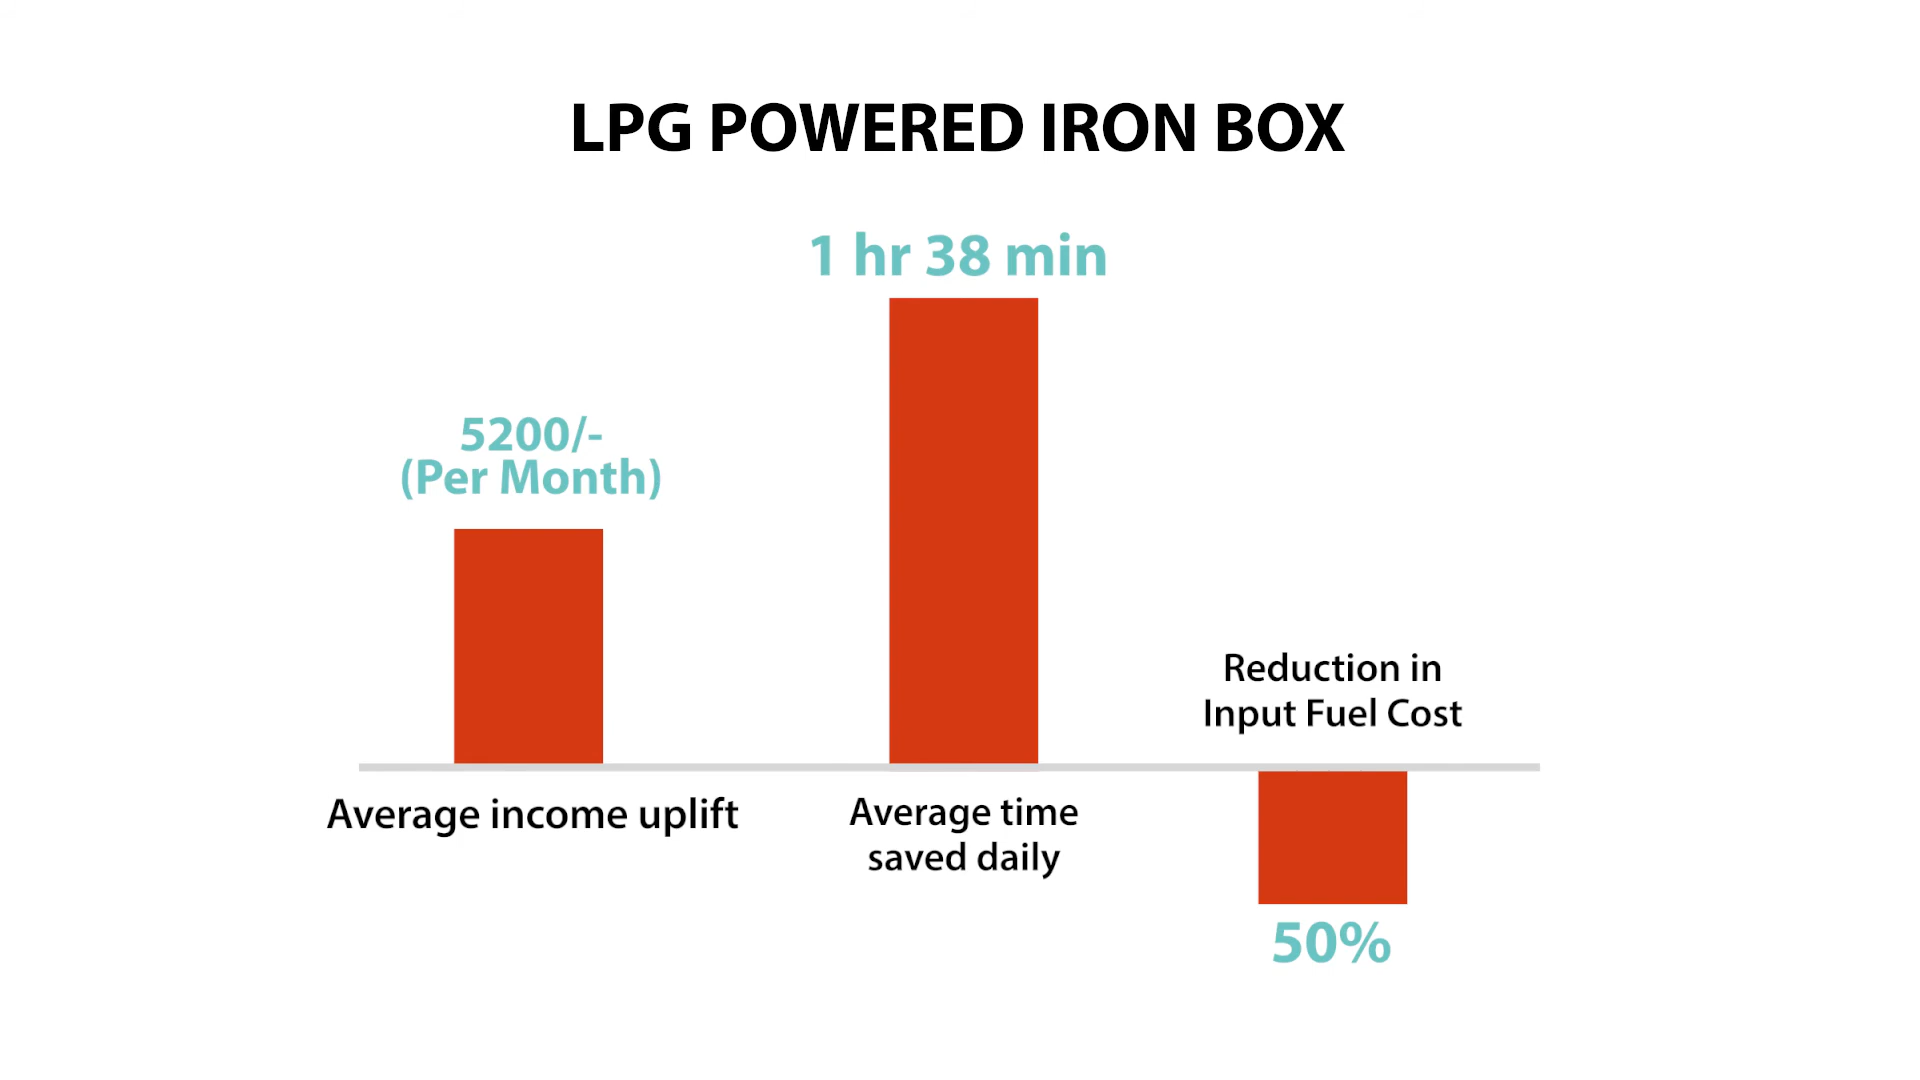 LPG POWERED IRON BOX
5200/-
(Per Month)
Average income uplift
1 hr 38 min
Average time
saved daily
Reduction in
Input Fuel Cost
50%